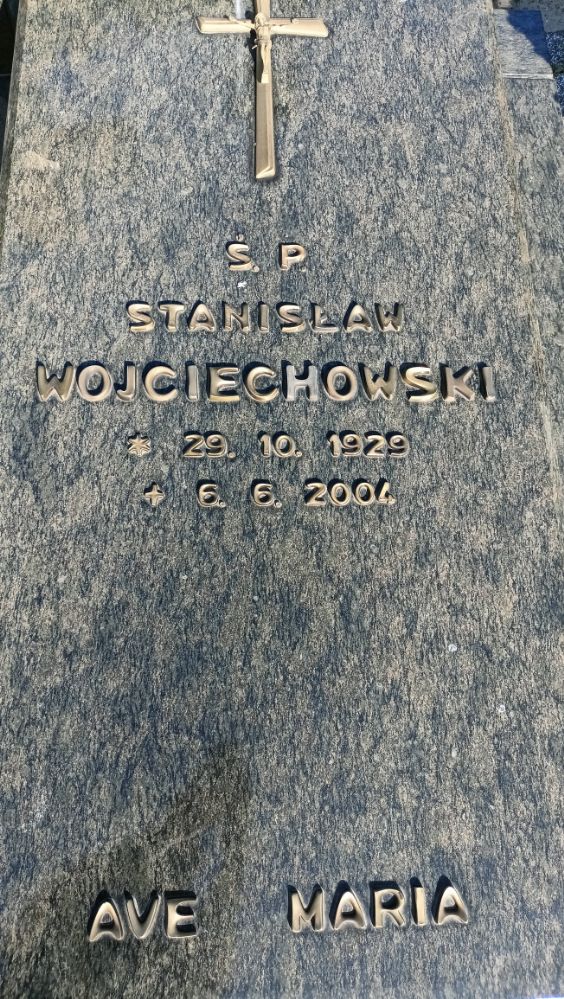 Ś. P.
STANISŁAW
WOJCIECHOWSKI
* 29. 10. 1929
+ 6. 6. 2004
AVE MARIA